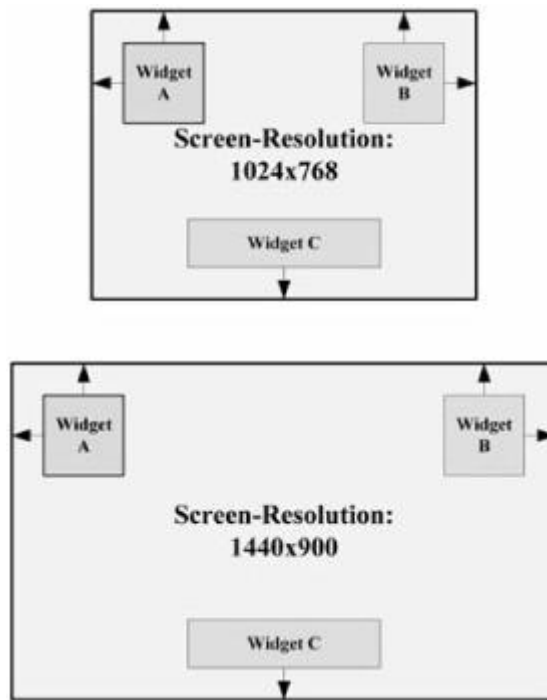 Widget
A
Widget
B
Screen-Resolution:
1024x768
Widget C
Widget
A
Widget
B
Screen-Resolution:
1440x900
Widget C